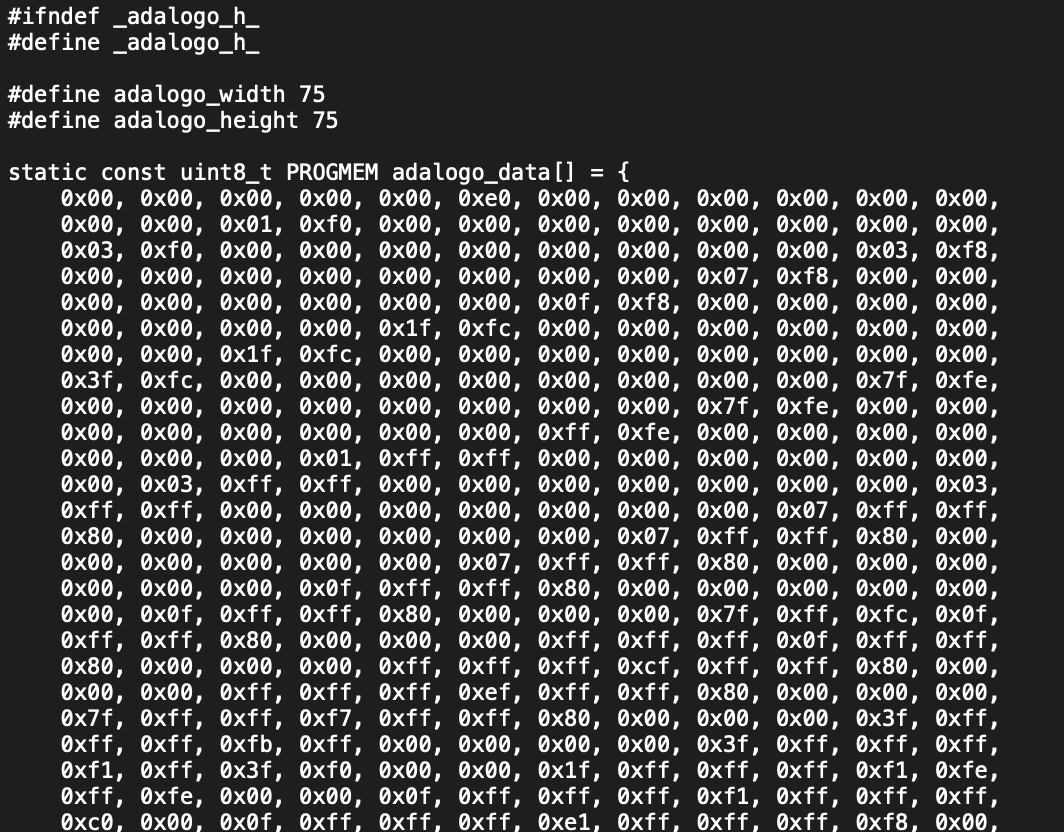 #ifndef _adalogo_h_
#define _adalogo_h_
#define adalogo_width 75
#define adalogo_height 75
static const uint8_t PROGMEM adalogo_data[] = {
0x00, 0x00, 0x00, 0x00, 0x00, 0xe0, 0x00, 0x00, 0x00, 0x00, 0x00, 0x00,
0x00, 0x00, 0x01, 0xf0, 0x00, 0x00, 0x00, 0x00, 0x00, 0x00, 0x00, 0x00,
0x03, 0xf0, 0x00, 0x00, 0x00, 0x00, 0x00, 0x00, 0x00, 0x00, 0x03, 0xf8,
0x00, 0x00, 0x00, 0x00, 0x00, 0x00, 0x00, 0x00, 0x07, 0xf8, 0x00, 0x00,
0x00, 0x00, 0x00, 0x00, 0x00, 0x00, 0x0f, 0xf8, 0x00, 0x00, 0x00, 0x00,
0x00, 0x00, 0x00, 0x00, 0x1f, 0xfc, 0x00, 0x00, 0x00, 0x00, 0x00, 0x00,
0x00, 0x00, 0x1f, 0xfc, 0x00, 0x00, 0x00, 0x00, 0x00, 0x00, 0x00, 0x00,
0x3f, 0xfc, 0x00, 0x00, 0x00, 0x00, 0x00, 0x00, 0x00, 0x00, 0x7f, 0xfe,
0x00, 0x00, 0x00, 0x00, 0x00, 0x00, 0x00, 0x00, 0x7f, 0xfe, 0x00, 0x00,
0x00, 0x00, 0x00, 0x00, 0x00, 0x00, 0xff, 0xfe, 0x00, 0x00, 0x00, 0x00,
0x00, 0x00, 0x00, 0x01, 0xff, 0xff, 0x00, 0x00, 0x00, 0x00, 0x00, 0x00,
0x00, 0x03, 0xff, 0xff, 0x00, 0x00, 0x00, 0x00, 0x00, 0x00, 0x00, 0x03,
0xff, 0xff, 0x00, 0x00, 0x00, 0x00, 0x00, 0x00, 0x00, 0x07, 0xff, 0xff,
0x80, 0x00, 0x00, 0x00, 0x00, 0x00, 0x00, 0x07, 0xff, 0xff, 0x80, 0x00,
0x00, 0x00, 0x00, 0x00, 0x00, 0x07, 0xff, 0xff, 0x80, 0x00, 0x00, 0x00,
0x00, 0x00, 0x00, 0x0f, 0xff, 0xff, 0x80, 0x00, 0x00, 0x00, 0x00, 0x00,
0x00, 0x0f, 0xff, 0xff, 0x80, 0x00, 0x00, 0x00, 0x7f, 0xff, 0xfc, 0x0f,
0xff, 0xff, 0x80, 0x00, 0x00, 0x00, 0xff, 0xff, 0xff, 0x0f, 0xff, 0xff,
0x80, 0x00, 0x00, 0x00, 0xff, 0xff, 0xff, 0xcf, 0xff, 0xff, 0x80, 0x00,
0x00, 0x00, 0xff, 0xff, 0xff, 0xef, 0xff, 0xff, 0x80, 0x00, 0x00, 0x00,
0x7f, 0xff, 0xff, 0xf7, 0xff, 0xff, 0x80, 0x00, 0x00, 0x00, 0x3f, 0xff,
0xff, 0xff, 0xfb, 0xff, 0x00, 0x00, 0x00, 0x00, 0x3f, 0xff, 0xff, 0xff,
0xf1, 0xff, 0x3f, 0xf0, 0x00, 0x00, 0x1f, 0xff, 0xff, 0xff, 0xf1, 0xfe,
0xff, 0xfe, 0x00, 0x00, 0x0f, 0xff, 0xff, 0xff, 0xf1, 0xff, 0xff, 0xff,
0xc0, 0x00, 0x0f, 0xff, 0xff, 0xff, 0xe1, 0xff, 0xff, 0xff, 0xf8, 0x00,